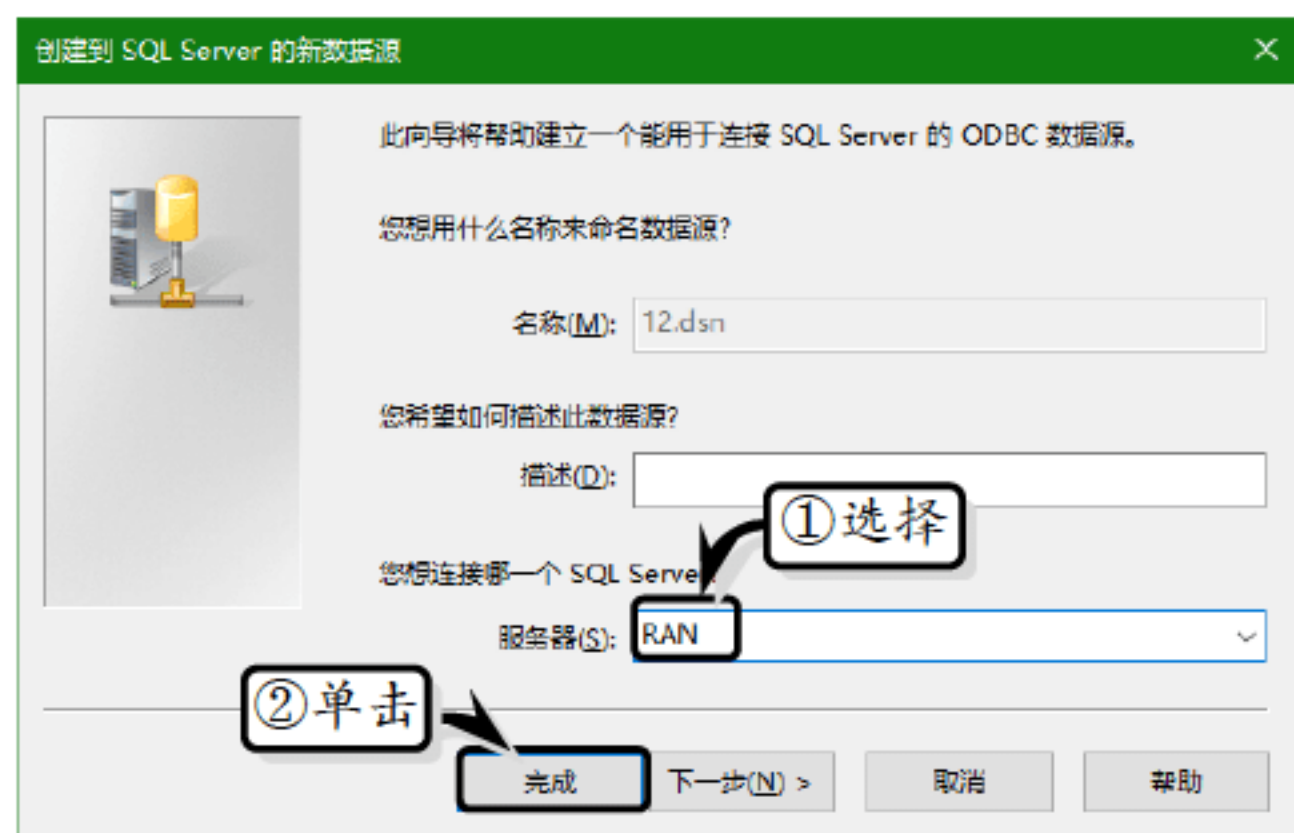 创建到 SQL Server 的新数据源
此向导将帮助建立一个能用于连接 SQL Server 的 ODBC 数据源。
您想用什么名称来命名数据源?
名称(M): 12.dsn
您希望如何描述此数据源?
描述(D):
①选择
您想连接哪一个 SQL Server
服务器(S): RAN
②单击
完成 下一步(N) > 取消 帮助